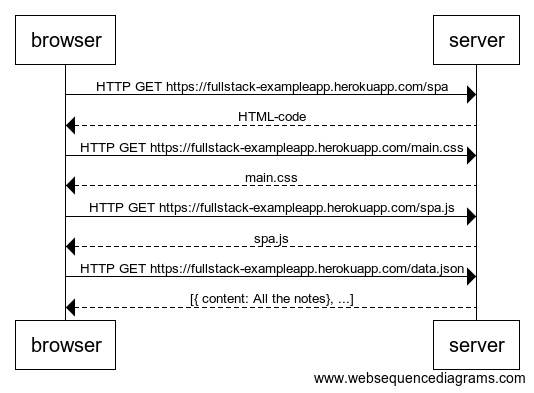 browser
server
HTTP GET https://fullstack-exampleapp.herokuapp.com/spa
HTML-code
HTTP GET https://fullstack-exampleapp.herokuapp.com/main.css
main.css
HTTP GET https://fullstack-exampleapp.herokuapp.com/spa.js
spa.js
HTTP GET https://fullstack-exampleapp.herokuapp.com/data.json
[{ content: All the notes}, ...]
browser
server
www.websequencediagrams.com